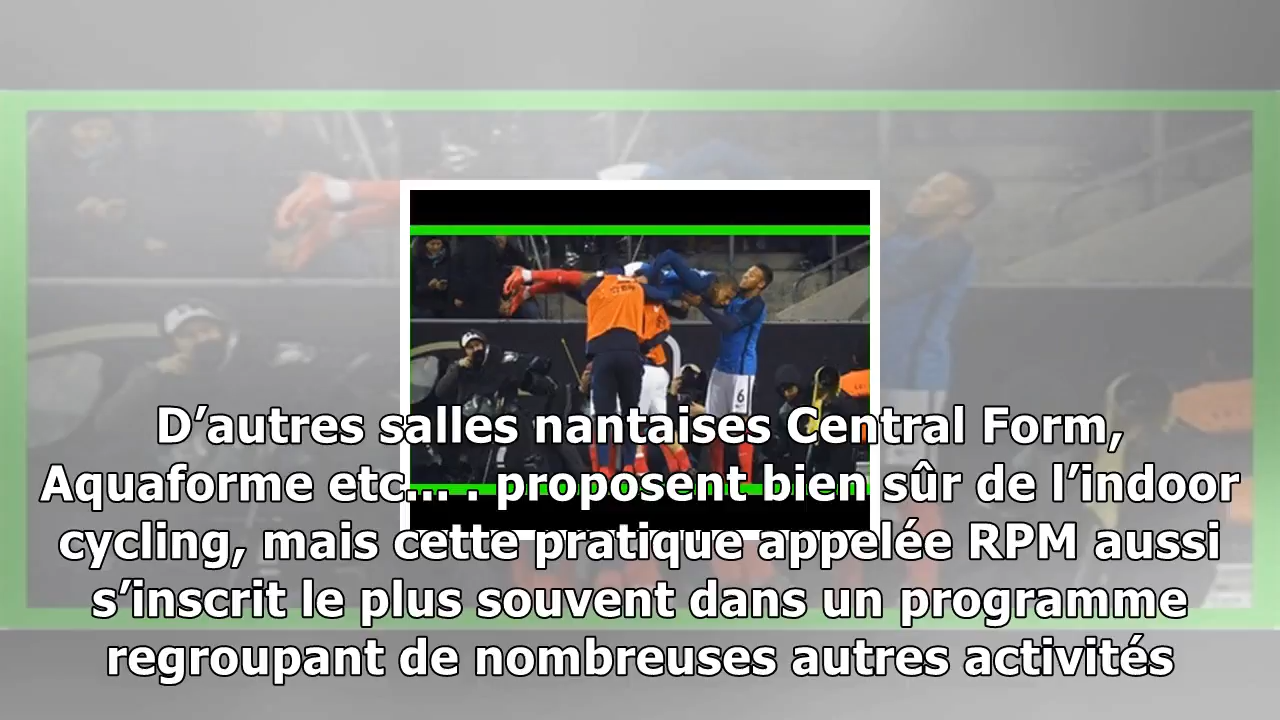 6
D’autres salles nantaises Central Form,
Aquaforme etc... . proposent bien sûr de l’indoor
cycling, mais cette pratique appelée RPM aussi
s’inscrit le plus souvent dans un programme
regroupant de nombreuses autres activités